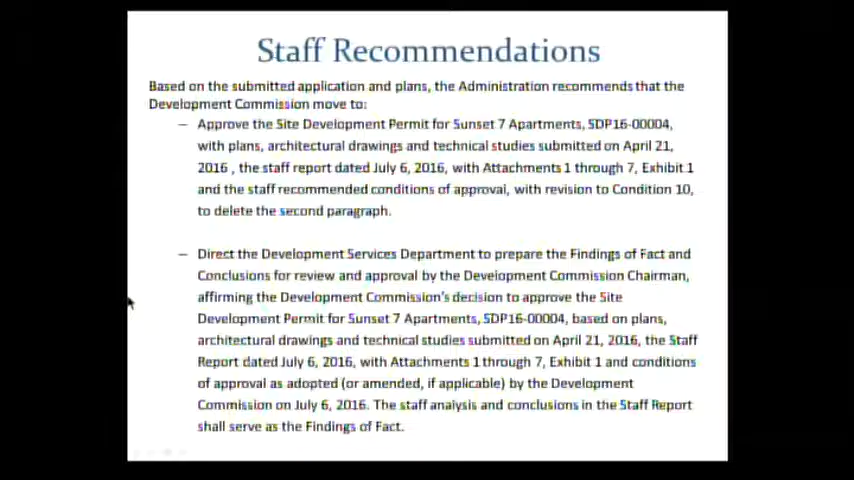 Staff Recommendations
Based on the submitted application and plans, the Administration recommends that the
Development Commission move to:
– Approve the Site Development Permit for Sunset 7 Apartments, SDP16-00004,
with plans, architectural drawings and technical studies submitted on April 21,
2016 , the staff report dated July 6, 2016, with Attachments 1 through 7, Exhibit 1
and the staff recommended conditions of approval, with revision to Condition 10,
to delete the second paragraph.
– Direct the Development Services Department to prepare the Findings of Fact and
Conclusions for review and approval by the Development Commission Chairman,
affirming the Development Commission's decision to approve the Site
Development Permit for Sunset 7 Apartments, SDP16-00004, based on plans,
architectural drawings and technical studies submitted on April 21, 2016, the Staff
Report dated July 6, 2016, with Attachments 1 through 7, Exhibit 1 and conditions
of approval as adopted (or amended, if applicable) by the Development
Commission on July 6, 2016. The staff analysis and conclusions in the Staff Report
shall serve as the Findings of Fact.